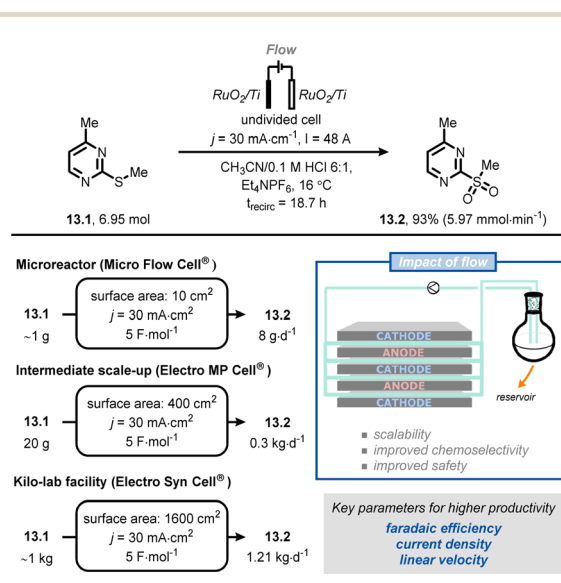 Flow
RuO2/Ti RuO2/Ti
undivided cell
j = 30 mA·cm-1, I = 48 A
CH3CN/0.1 M HCl 6:1,
Et4NPF6, 16 °C
trecirc = 18.7 h
Me
N
N S Me
13.1, 6.95 mol
Me
N Me
N S
O O
13.2, 93% (5.97 mmol·min-1)
Microreactor (Micro Flow Cell®)
13.1
~1 g
surface area: 10 cm2
j = 30 mA·cm-2
5 F·mol-1
13.2
8 g·d-1
Intermediate scale-up (Electro MP Cell®)
13.1
20 g
surface area: 400 cm2
j = 30 mA·cm-2
5 F·mol-1
13.2
0.3 kg·d-1
Kilo-lab facility (Electro Syn Cell®)
13.1
~1 kg
surface area: 1600 cm2
j = 30 mA·cm-2
5 F·mol-1
13.2
1.21 kg·d-1
Impact of flow
CATHODE
ANODE
CATHODE
ANODE
CATHODE
reservoir
scalability
improved chemoselectivity
improved safety
Key parameters for higher productivity
faradaic efficiency
current density
linear velocity